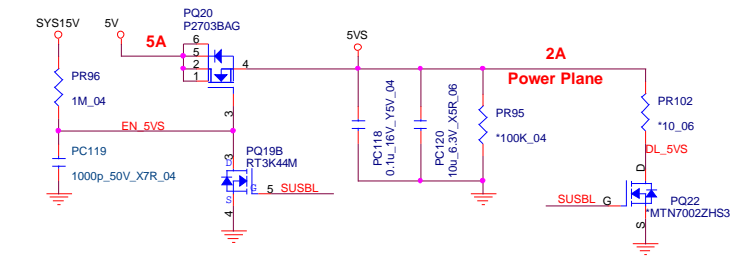 SYS15V
5V
PQ20
P2703BAG
5A
6
5
2
1
4
3
5VS
2A
Power Plane
PR96
1M_04
EN_5VS
PC119
1000p_50V_X7R_04
3
D
PQ19B
RT3K44M
G
5
SUSBL
S
4
PC118
0.1u_16V_Y5V_04
PC120
10u_6.3V_X5R_06
PR95
*100K_04
PR102
*10_06
DL_5VS
D
SUSBL
G
PQ22
*MTN7002ZHS3
S